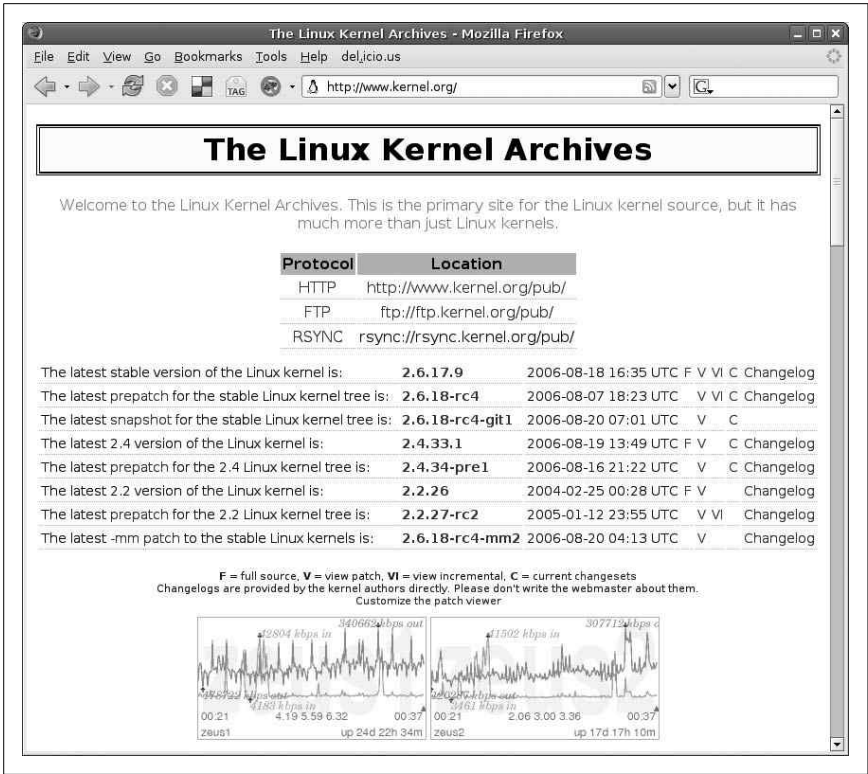 The Linux Kernel Archives - Mozilla Firefox
File Edit View Go Bookmarks Tools Help del.icio.us
TAG http://www.kernel.org/ G
The Linux Kernel Archives
Welcome to the Linux Kernel Archives. This is the primary site for the Linux kernel source, but it has
much more than just Linux kernels.
Protocol Location
HTTP http://www.kernel.org/pub/
FTP ftp://ftp.kernel.org/pub/
RSYNC rsync://rsync.kernel.org/pub/
The latest stable version of the Linux kernel is: 2.6.17.9 2006-08-18 16:35 UTC F V VI C Changelog
The latest prepatch for the stable Linux kernel tree is: 2.6.18-rc4 2006-08-07 18:23 UTC V VI C Changelog
The latest snapshot for the stable Linux kernel tree is: 2.6.18-rc4-git1 2006-08-20 07:01 UTC V C
The latest 2.4 version of the Linux kernel is: 2.4.33.1 2006-08-19 13:49 UTC F V C Changelog
The latest prepatch for the 2.4 Linux kernel tree is: 2.4.34-pre1 2006-08-16 21:22 UTC V C Changelog
The latest 2.2 version of the Linux kernel is: 2.2.26 2004-02-25 00:28 UTC F V Changelog
The latest prepatch for the 2.2 Linux kernel tree is: 2.2.27-rc2 2005-01-12 23:55 UTC V VI Changelog
The latest -mm patch to the stable Linux kernels is: 2.6.18-rc4-mm2 2006-08-20 04:13 UTC V Changelog
F = full source, V = view patch, VI = view incremental, C = current changesets
Changelogs are provided by the kernel authors directly. Please don't write the webmaster about them.
Customize the patch viewer
340662 kbps out 307712 kbps o
12804 kbps in 11502 kbps in
zeus1 zeus2
kbps out kbps out
4183 kbps in 3461 kbps in
00:21 4.19 5.59 6.32 00:37 00:21 2.06 3.00 3.36 00:37
zeus1 up 24d 22h 34m zeus2 up 17d 17h 10m